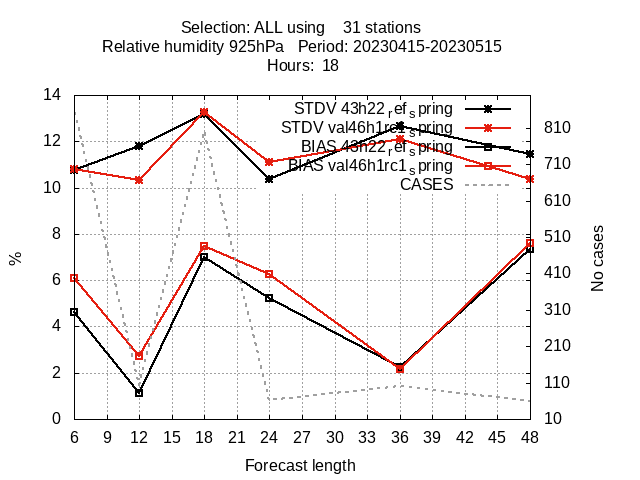 Selection: ALL using    31 stations
Relative humidity 925hPa   Period: 20230415-20230515
Hours:  18
14
12
10
8
6
4
2
0
%
STDV 43h22_ref_spring
STDV val46h1rc1_spring
BIAS 43h22_ref_spring
BIAS val46h1rc1_spring
CASES
810
710
610
510
410
310
210
110
10
No cases
6 9 12 15 18 21 24 27 30 33 36 39 42 45 48
Forecast length